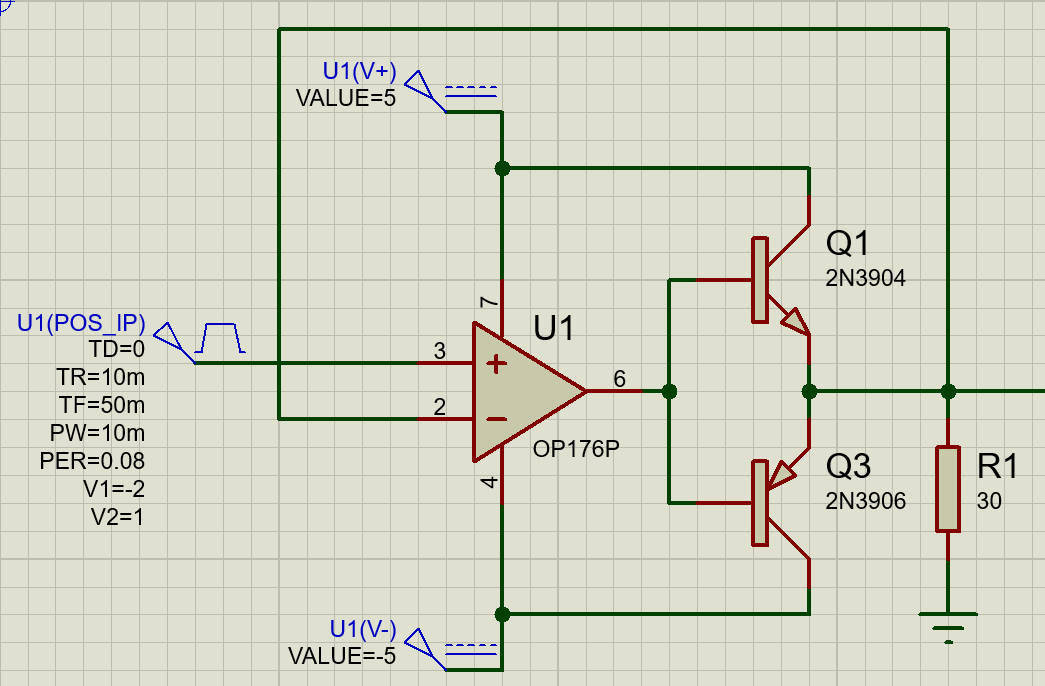 U1(V+)
VALUE=5
Q1
2N3904
7
U1(POS_IP)
TD=0
TR=10m
TF=50m
PW=10m
PER=0.08
V1=-2
V2=1
3
+
2
−
U1
6
OP176P
4
Q3
2N3906
R1
30
U1(V-)
VALUE=-5